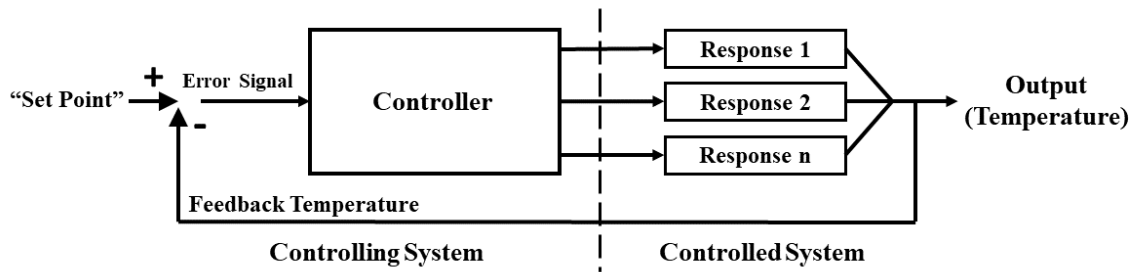 Response 1
+
Error Signal
“Set Point”
Controller
Response 2
Output
(Temperature)
-
Response n
Feedback Temperature
Controlling System
Controlled System